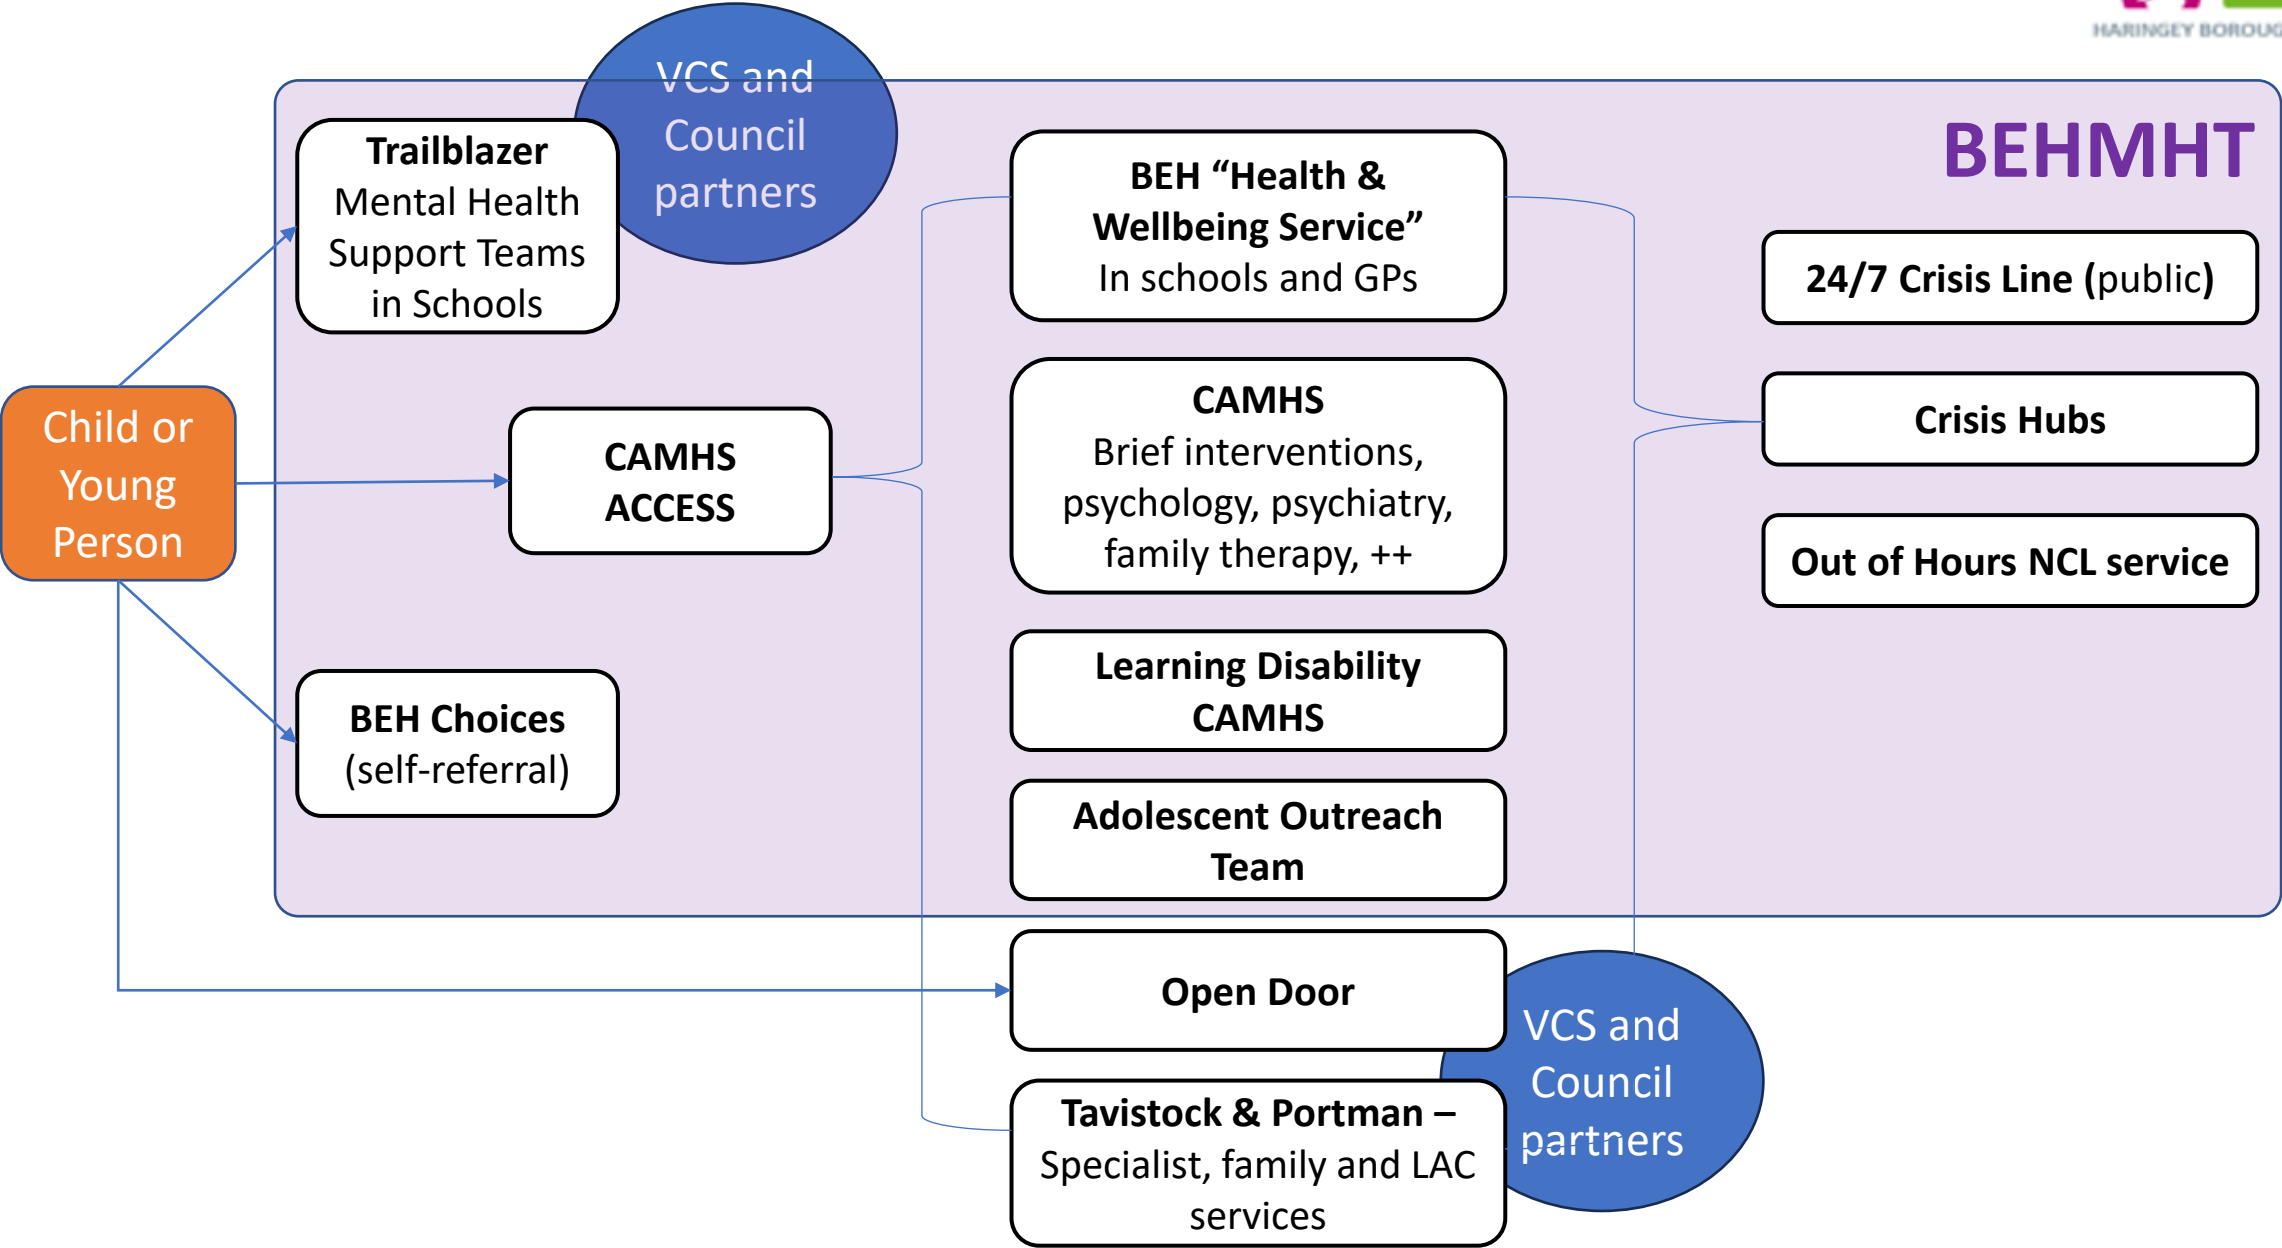 HARINGEY
VCS and
Council
partners
BEHMHT
Trailblazer
Mental Health
Support Teams
in Schools
BEH “Health &
Wellbeing Service”
In schools and GPs
24/7 Crisis Line (public)
Child or
Young
Person
CAMHS
ACCESS
CAMHS
Brief interventions,
psychology, psychiatry,
family therapy, ++
Crisis Hubs
Out of Hours NCL service
BEH Choices
(self-referral)
Learning Disability
CAMHS
Adolescent Outreach
Team
Open Door
VCS and
Council
partners
Tavistock & Portman –
Specialist, family and LAC
services